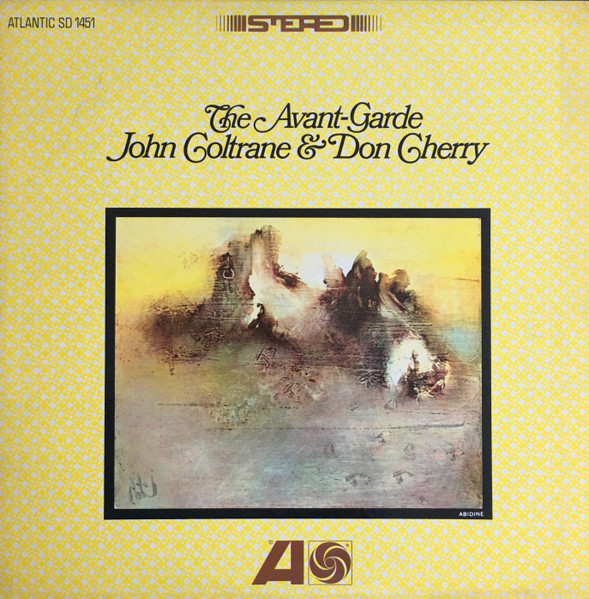 ATLANTIC SD 1451
STEREO
The Avant-Garde
John Coltrane & Don Cherry
ABIDINE
A